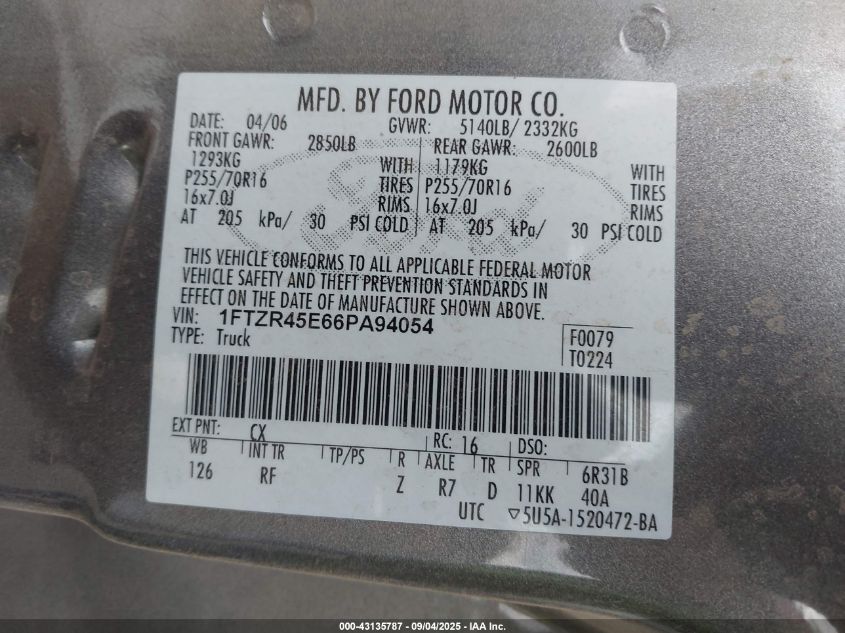 MFD. BY FORD MOTOR CO.
DATE: 04/06 GVWR: 5140LB/ 2332KG
FRONT GAWR: 2850LB REAR GAWR: 2600LB
1293KG WITH 1179KG WITH
P255/70R16 TIRES P255/70R16 TIRES
16x7.0J RIMS 16x7.0J RIMS
AT 205 kPa/ 30 PSI COLD AT 205 kPa/ 30 PSI COLD
Ford
THIS VEHICLE CONFORMS TO ALL APPLICABLE FEDERAL MOTOR
VEHICLE SAFETY AND THEFT PREVENTION STANDARDS IN
EFFECT ON THE DATE OF MANUFACTURE SHOWN ABOVE.
VIN: 1FTZR45E66PA94054
TYPE: Truck
F0079
T0224
EXT PNT: CX RC: 16 DSO:
WB INT TR TP/PS R AXLE TR SPR 6R31B
126 RF Z R7 D 11KK 40A
UTC ▽5U5A-1520472-BA
000-43135787 - 09/04/2025 - IAA Inc.